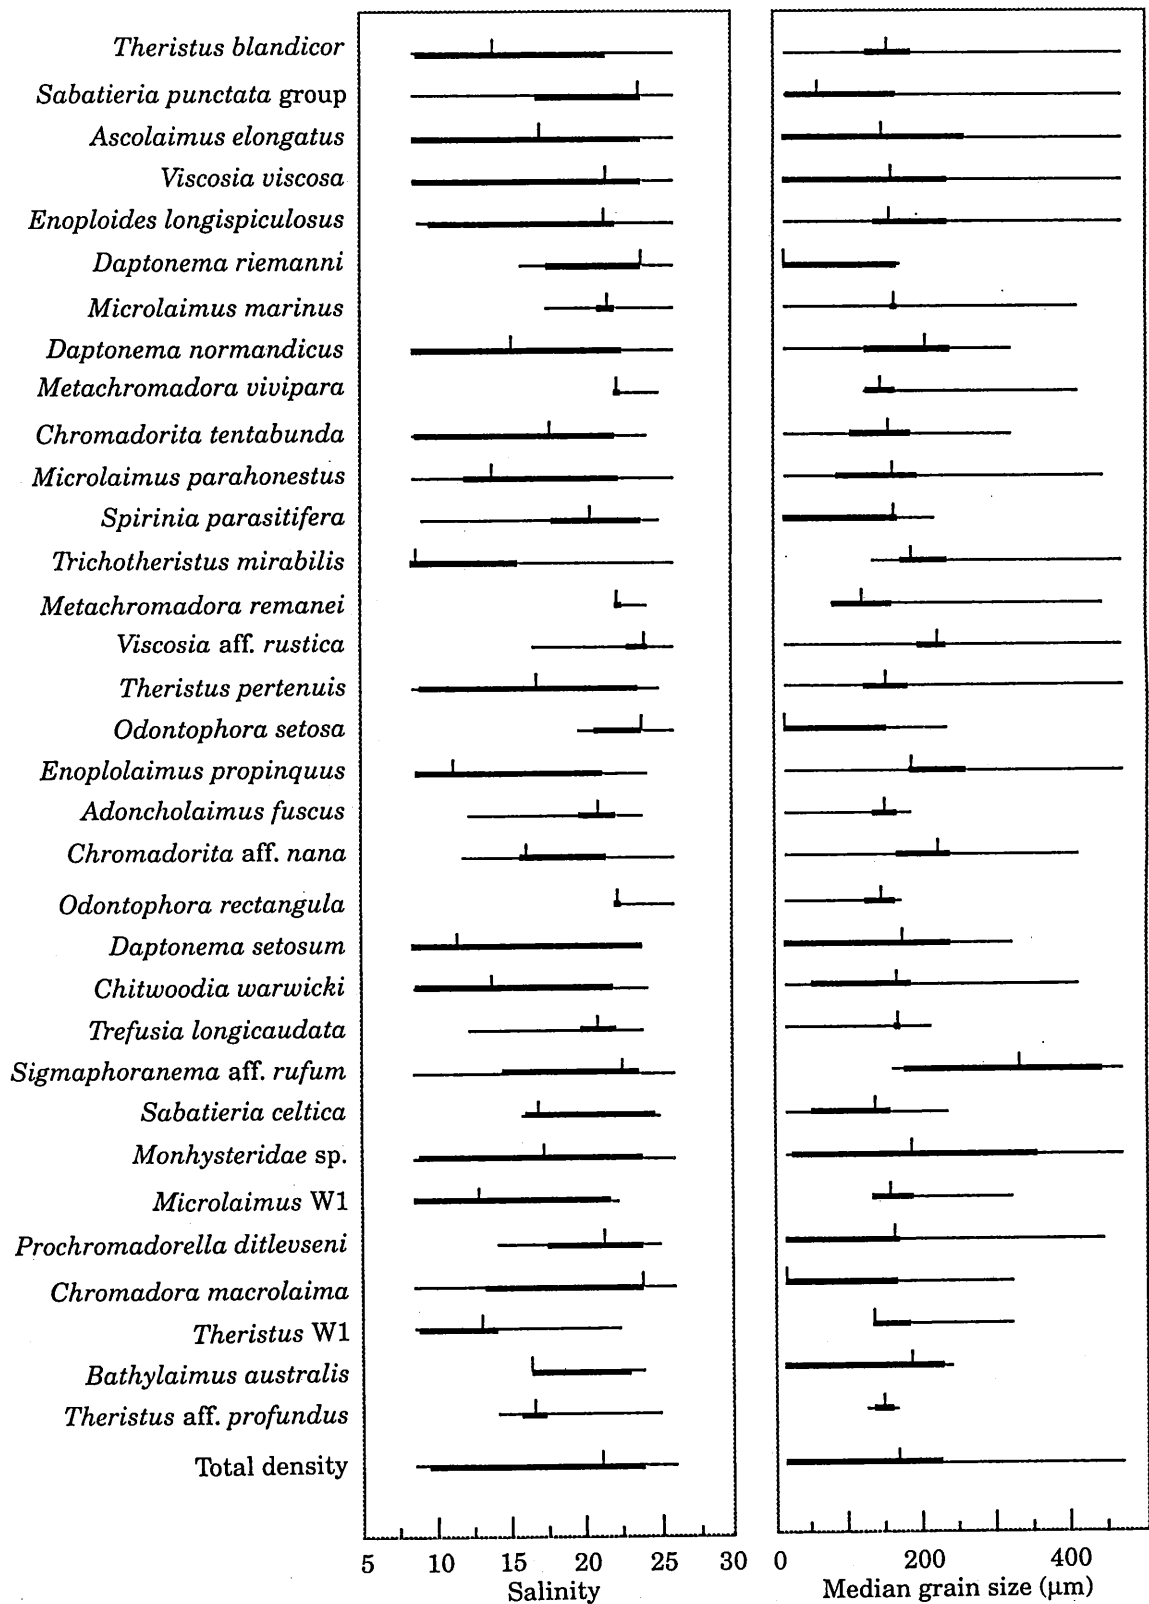 Theristus blandicor
Sabatieria punctata group
Ascolaimus elongatus
Viscosia viscosa
Enoploides longispiculosus
Daptonema riemanni
Microlaimus marinus
Daptonema normandicus
Metachromadora vivipara
Chromadorita tentabunda
Microlaimus parahonestus
Spirinia parasitifera
Trichotheristus mirabilis
Metachromadora remanei
Viscosia aff. rustica
Theristus pertenuis
Odontophora setosa
Enoplolaimus propinquus
Adoncholaimus fuscus
Chromadorita aff. nana
Odontophora rectangula
Daptonema setosum
Chitwoodia warwicki
Trefusia longicaudata
Sigmaphoranema aff. rufum
Sabatieria celtica
Monhysteridae sp.
Microlaimus W1
Prochromadorella ditlevseni
Chromadora macrolaima
Theristus W1
Bathylaimus australis
Theristus aff. profundus
Total density
5 10 15 20 25 30 0 200 400
Salinity Median grain size (μm)